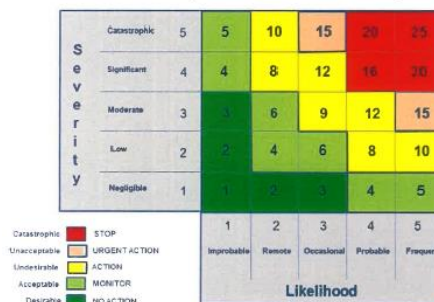 Severity
Catastrophic 5 5 10 15 20 25
Significant 4 4 8 12 16 20
Moderate 3 3 6 9 12 15
Low 2 2 4 6 8 10
Negligible 1 1 2 3 4 5
1 2 3 4 5
Improbable Remote Occasional Probable Frequen
Catastrophic STOP
Unacceptable URGENT ACTION
Undesirable ACTION
Acceptable MONITOR
Desirable NO ACTION
Likelihood